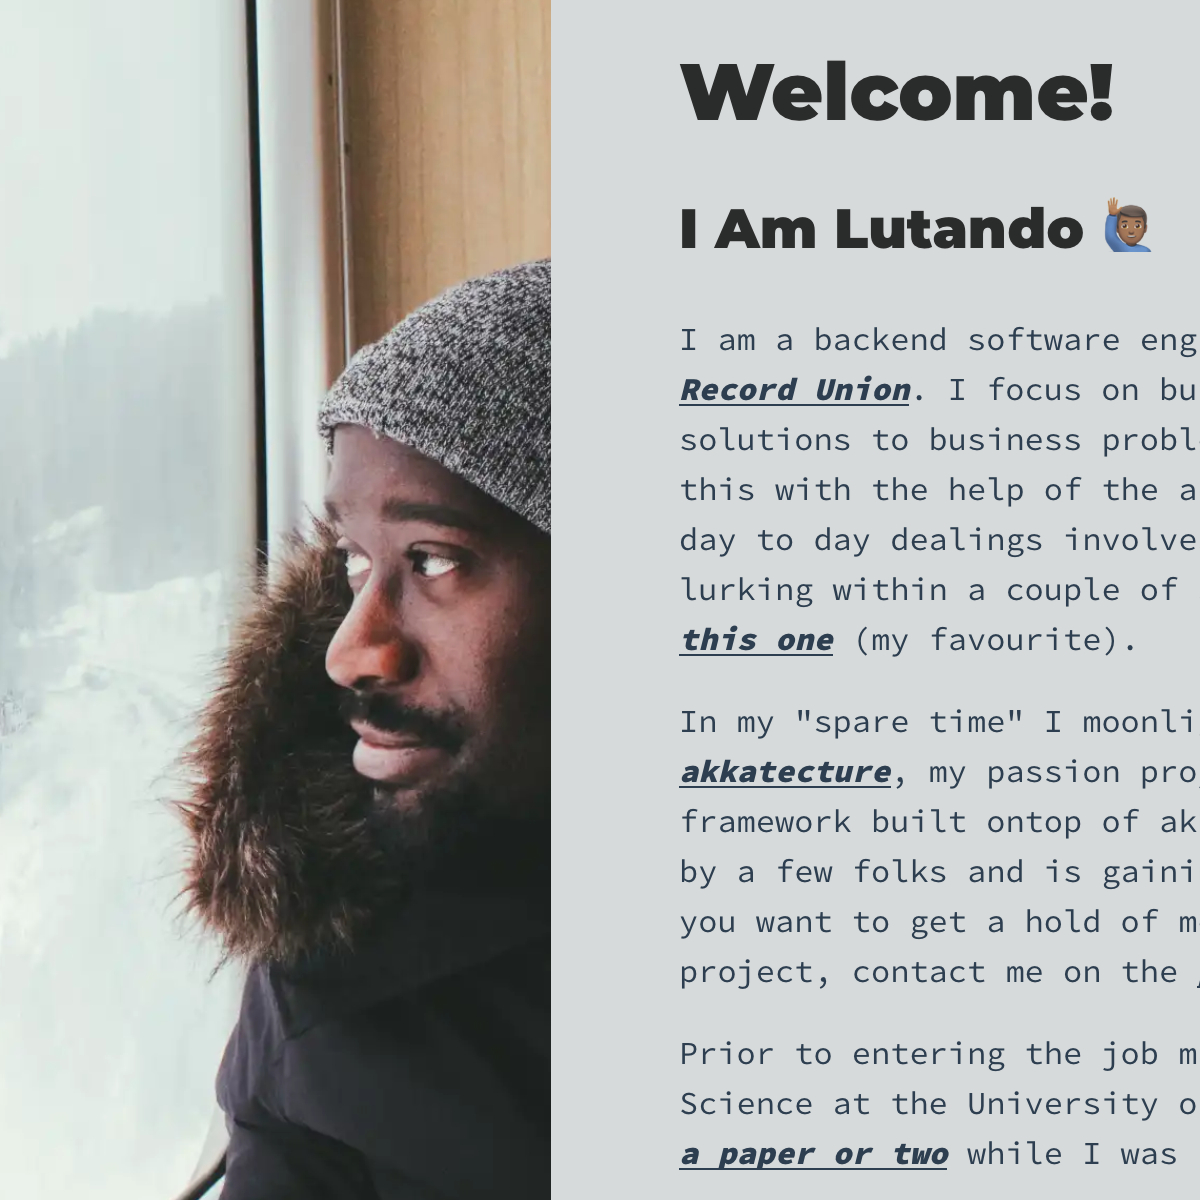 Welcome!
I Am Lutando 🙋🏽‍♂️
I am a backend software eng
Record Union. I focus on bu
solutions to business probl
this with the help of the a
day to day dealings involve
lurking within a couple of
this one (my favourite).
In my "spare time" I moonli
akkatecture, my passion proj
framework built ontop of ak
by a few folks and is gaini
you want to get a hold of me
project, contact me on the
Prior to entering the job m
Science at the University o
a paper or two while I was